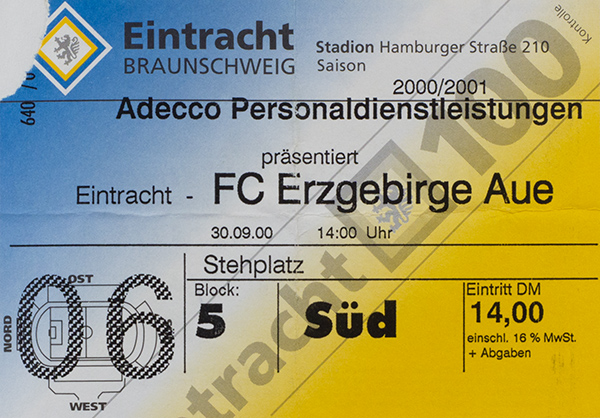 Eintracht
BRAUNSCHWEIG
Stadion Hamburger Straße 210
Saison
2000/2001
Kontrolle
640
Adecco Personaldienstleistungen
präsentiert
Eintracht - FC Erzgebirge Aue
30.09.00 14:00 Uhr
Stehplatz
Block:
5 Süd
Eintritt DM
14,00
einschl. 16 % MwSt.
+ Abgaben
06
OST
NORD
WEST
Eintracht 100